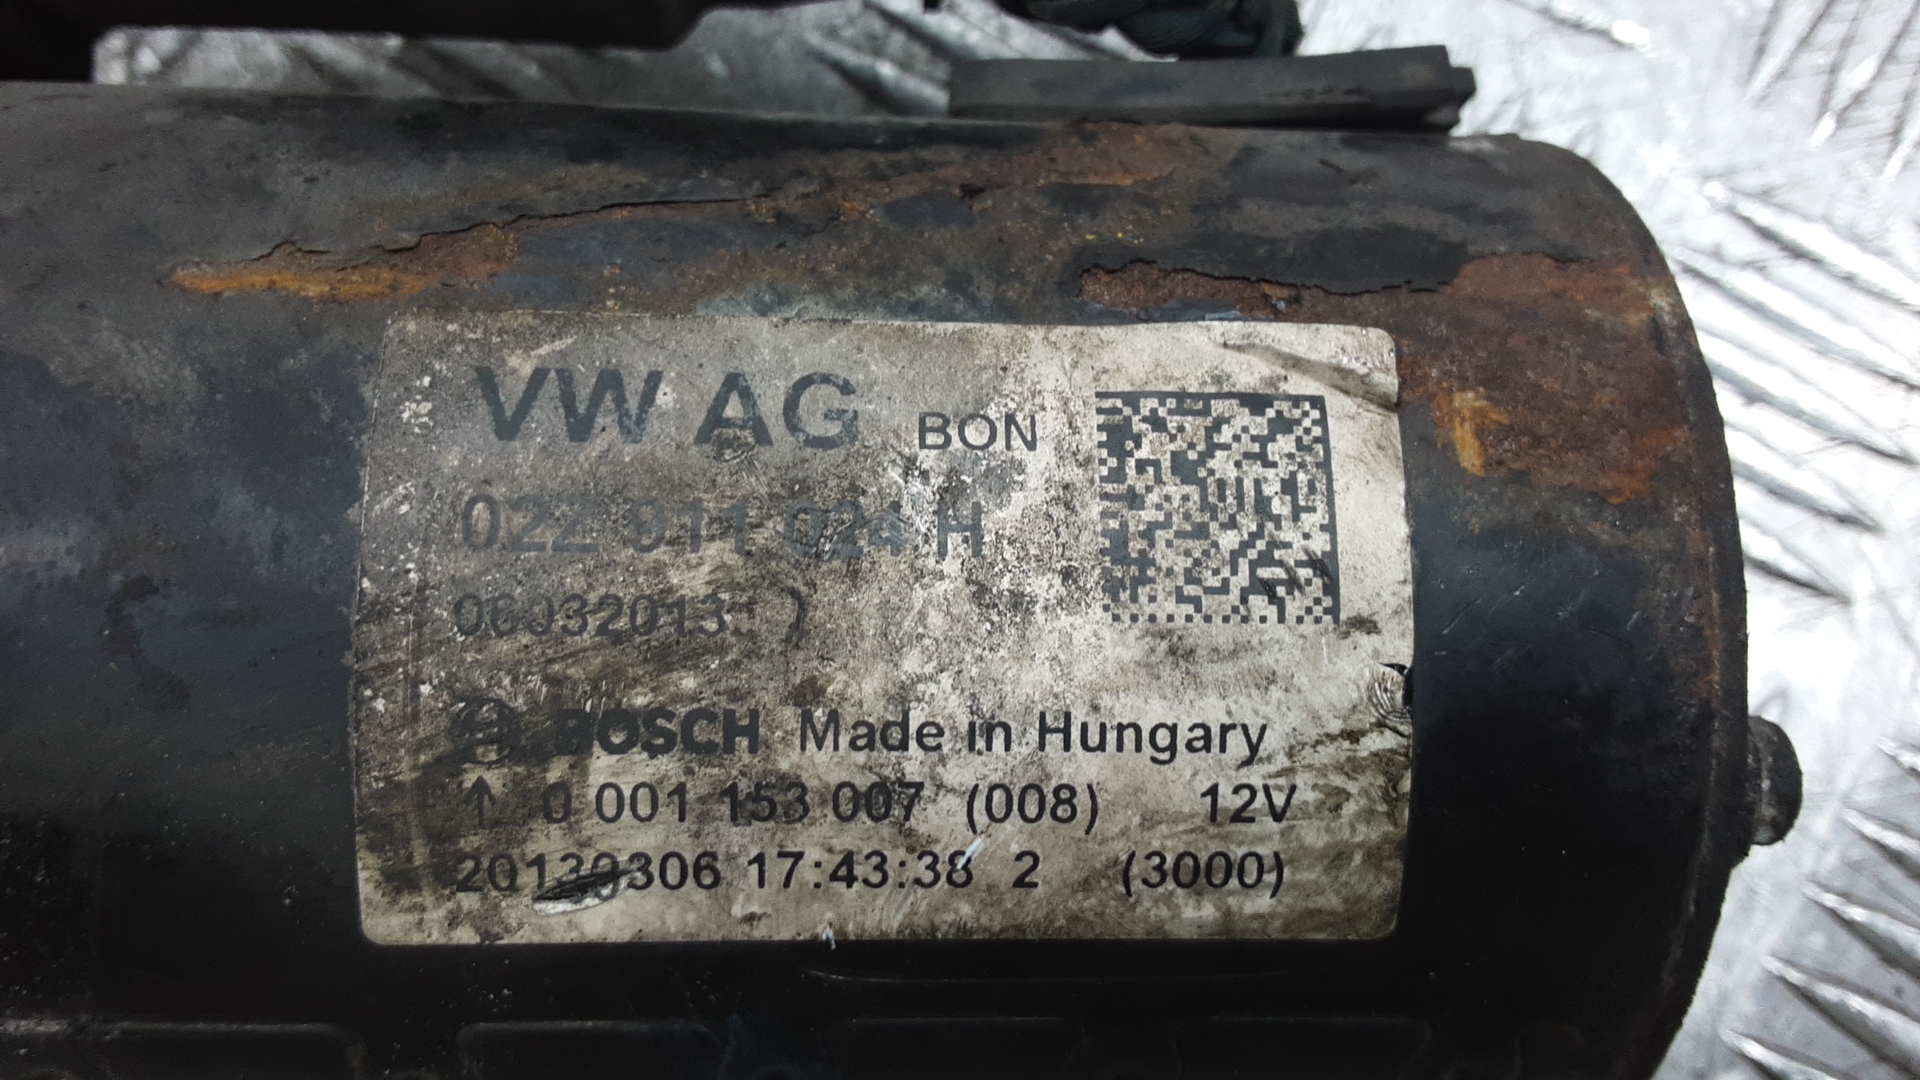 VW AG BON
02Z 911 024 H
06032013
BOSCH Made in Hungary
↑ 0 001 153 007 (008) 12V
20130306 17:43:38 2 (3000)